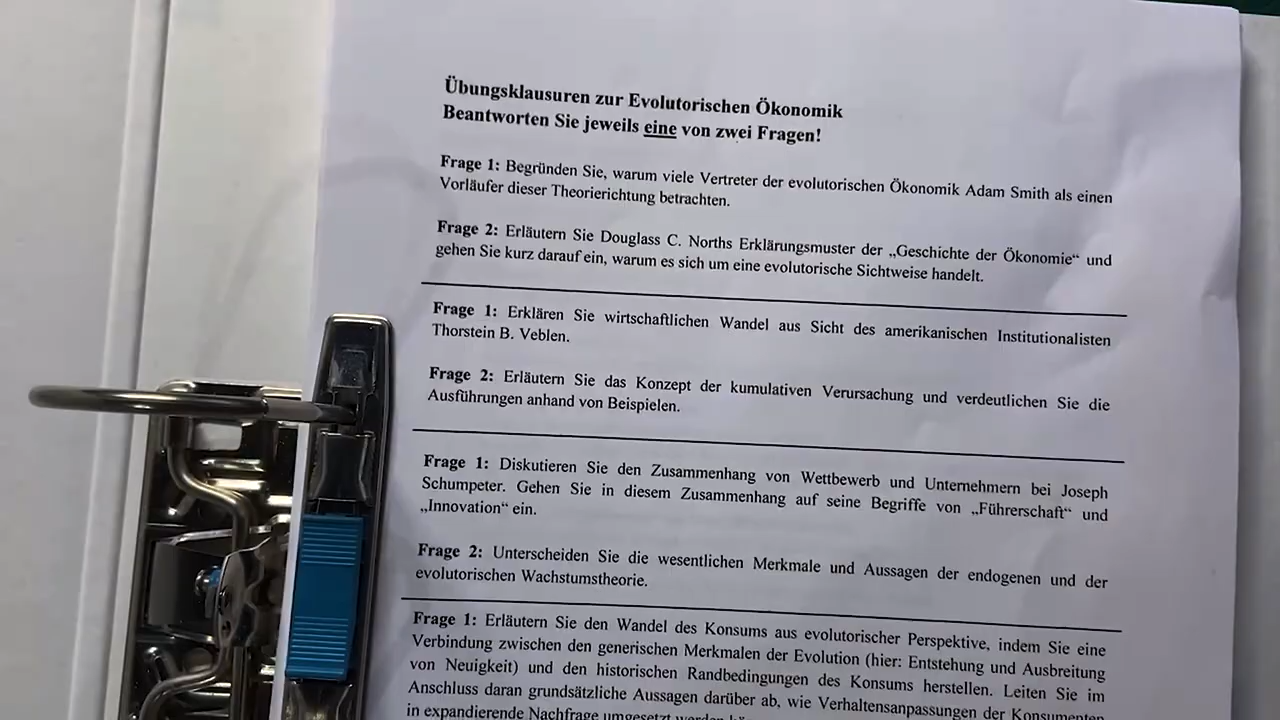 Übungsklausuren zur Evolutorischen Ökonomik
Beantworten Sie jeweils eine von zwei Fragen!
Frage 1: Begründen Sie, warum viele Vertreter der evolutorischen Ökonomik Adam Smith als einen
Vorläufer dieser Theorierichtung betrachten.
Frage 2: Erläutern Sie Douglass C. Norths Erklärungsmuster der „Geschichte der Ökonomie“ und
gehen Sie kurz darauf ein, warum es sich um eine evolutorische Sichtweise handelt.
Frage 1: Erklären Sie wirtschaftlichen Wandel aus Sicht des amerikanischen Institutionalisten
Thorstein B. Veblen.
Frage 2: Erläutern Sie das Konzept der kumulativen Verursachung und verdeutlichen Sie die
Ausführungen anhand von Beispielen.
Frage 1: Diskutieren Sie den Zusammenhang von Wettbewerb und Unternehmern bei Joseph
Schumpeter. Gehen Sie in diesem Zusammenhang auf seine Begriffe von „Führerschaft“ und
„Innovation“ ein.
Frage 2: Unterscheiden Sie die wesentlichen Merkmale und Aussagen der endogenen und der
evolutorischen Wachstumstheorie.
Frage 1: Erläutern Sie den Wandel des Konsums aus evolutorischer Perspektive, indem Sie eine
Verbindung zwischen den generischen Merkmalen der Evolution (hier: Entstehung und Ausbreitung
von Neuigkeit) und den historischen Randbedingungen des Konsums herstellen. Leiten Sie im
Anschluss daran grundsätzliche Aussagen darüber ab, wie Verhaltensanpassungen der Konsumenten
in expandierende Nachfrage umgesetzt werden